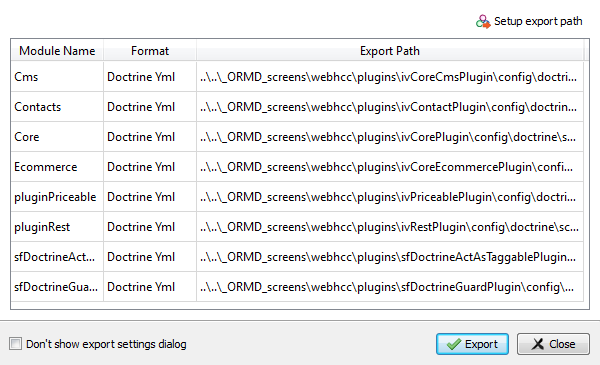 Setup export path
Module Name Format Export Path
Cms Doctrine Yml ..\..\_ORMD_screens\webhcc\plugins\ivCoreCmsPlugin\config\doctri...
Contacts Doctrine Yml ..\..\_ORMD_screens\webhcc\plugins\ivContactPlugin\config\doctrin...
Core Doctrine Yml ..\..\_ORMD_screens\webhcc\plugins\ivCorePlugin\config\doctrine\s...
Ecommerce Doctrine Yml ..\..\_ORMD_screens\webhcc\plugins\ivCoreEcommercePlugin\confi...
pluginPriceable Doctrine Yml ..\..\_ORMD_screens\webhcc\plugins\ivPriceablePlugin\config\doctri...
pluginRest Doctrine Yml ..\..\_ORMD_screens\webhcc\plugins\ivRestPlugin\config\doctrine\sc...
sfDoctrineAct... Doctrine Yml ..\..\_ORMD_screens\webhcc\plugins\sfDoctrineActAsTaggablePlugin...
sfDoctrineGua... Doctrine Yml ..\..\_ORMD_screens\webhcc\plugins\sfDoctrineGuardPlugin\config\...
Don't show export settings dialog Export Close